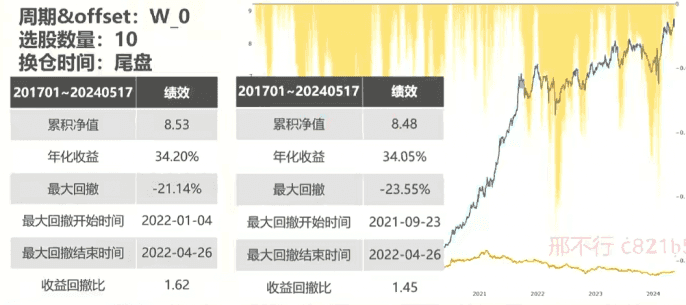 周期&offset：W_0
选股数量：10
换仓时间：尾盘
201701~20240517 绩效
累积净值 8.53
年化收益 34.20%
最大回撤 -21.14%
最大回撤开始时间 2022-01-04
最大回撤结束时间 2022-04-26
收益回撤比 1.62
201701~20240517 绩效
累积净值 8.48
年化收益 34.05%
最大回撤 -23.55%
最大回撤开始时间 2021-09-23
最大回撤结束时间 2022-04-26
收益回撤比 1.45
9
8
7
2021 2022 2023 2024
邢不行